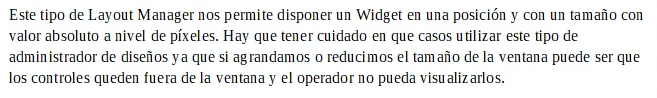 Este tipo de Layout Manager nos permite disponer un Widget en una posición y con un tamaño con
valor absoluto a nivel de píxeles. Hay que tener cuidado en que casos utilizar este tipo de
administrador de diseños ya que si agrandamos o reducimos el tamaño de la ventana puede ser que
los controles queden fuera de la ventana y el operador no pueda visualizarlos.